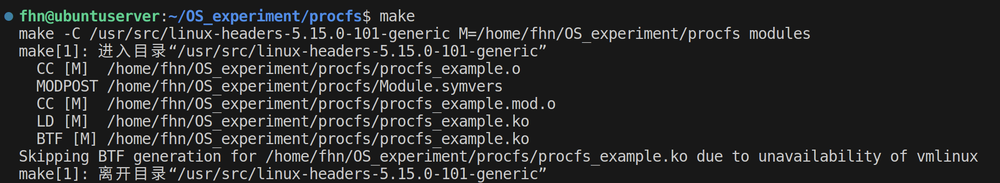 fhn@ubuntuserver:~/OS_experiment/procfs$ make
make -C /usr/src/linux-headers-5.15.0-101-generic M=/home/fhn/OS_experiment/procfs modules
make[1]: 进入目录“/usr/src/linux-headers-5.15.0-101-generic”
  CC [M]  /home/fhn/OS_experiment/procfs/procfs_example.o
  MODPOST /home/fhn/OS_experiment/procfs/Module.symvers
  CC [M]  /home/fhn/OS_experiment/procfs/procfs_example.mod.o
  LD [M]  /home/fhn/OS_experiment/procfs/procfs_example.ko
  BTF [M] /home/fhn/OS_experiment/procfs/procfs_example.ko
Skipping BTF generation for /home/fhn/OS_experiment/procfs/procfs_example.ko due to unavailability of vmlinux
make[1]: 离开目录“/usr/src/linux-headers-5.15.0-101-generic”